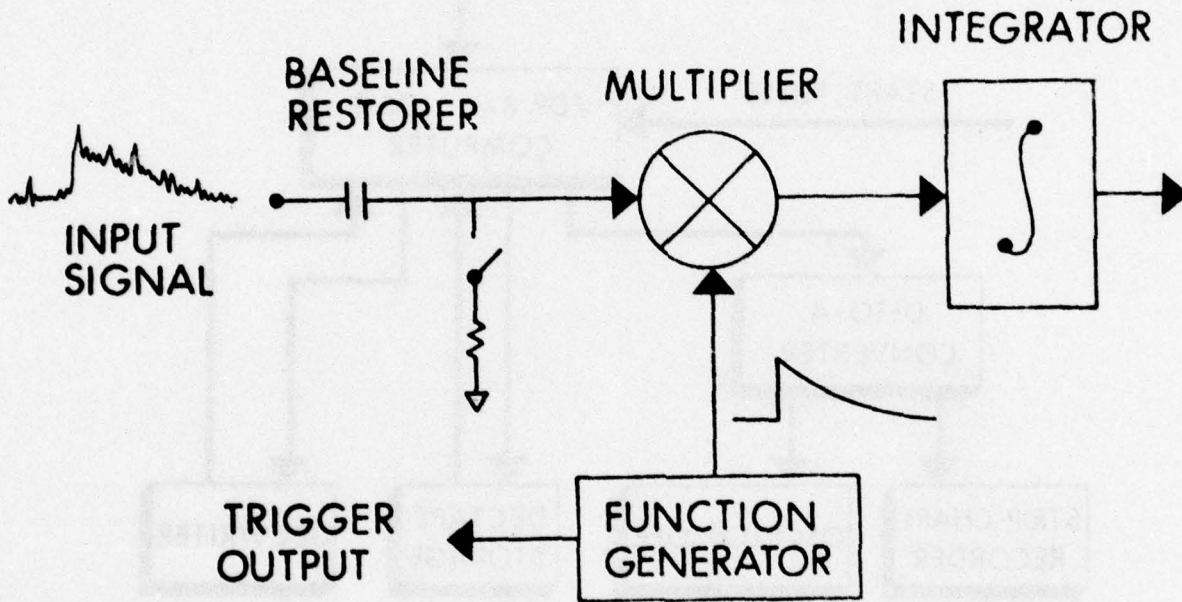 INTEGRATOR
BASELINE
RESTORER
MULTIPLIER
INPUT
SIGNAL
TRIGGER
OUTPUT
FUNCTION
GENERATOR